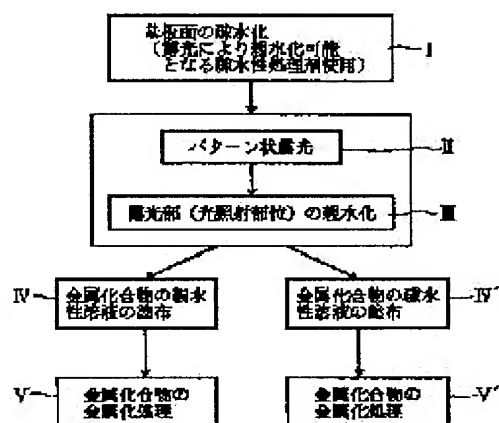 基板面の疎水化
(露光により親水化可能
となる疎水性処理剤使用)
I
パターン状露光
II
露光部(光照射部位)の親水化
III
IV
金属化合物の親水
性溶液の塗布
金属化合物の疎水
性溶液の塗布
IV'
V
金属化合物の
金属化処理
金属化合物の
金属化処理
V'